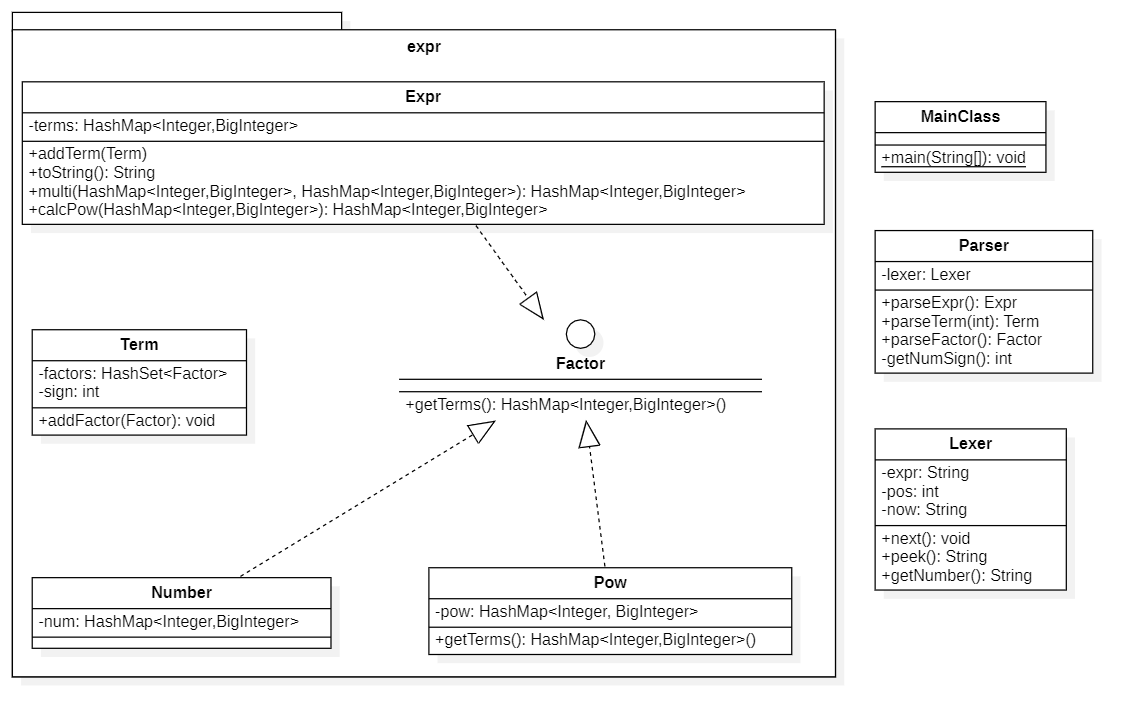 expr
Expr
-terms: HashMap<Integer,BigInteger>
+addTerm(Term)
+toString(): String
+multi(HashMap<Integer,BigInteger>, HashMap<Integer,BigInteger>): HashMap<Integer,BigInteger>
+calcPow(HashMap<Integer,BigInteger>): HashMap<Integer,BigInteger>
Term
-factors: HashSet<Factor>
-sign: int
+addFactor(Factor): void
Factor
+getTerms(): HashMap<Integer,BigInteger>()
Number
-num: HashMap<Integer,BigInteger>
Pow
-pow: HashMap<Integer, BigInteger>
+getTerms(): HashMap<Integer,BigInteger>()
MainClass
+main(String[]): void
Parser
-lexer: Lexer
+parseExpr(): Expr
+parseTerm(int): Term
+parseFactor(): Factor
-getNumSign(): int
Lexer
-expr: String
-pos: int
-now: String
+next(): void
+peek(): String
+getNumber(): String